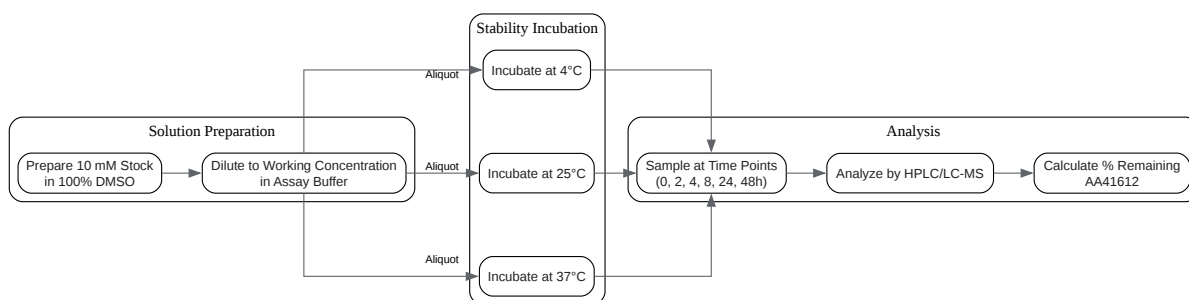 Stability Incubation
Incubate at 4°C
Aliquot
Solution Preparation
Prepare 10 mM Stock
in 100% DMSO
Dilute to Working Concentration
in Assay Buffer
Aliquot
Incubate at 25°C
Analysis
Sample at Time Points
(0, 2, 4, 8, 24, 48h)
Analyze by HPLC/LC-MS
Calculate % Remaining
AA41612
Aliquot
Incubate at 37°C